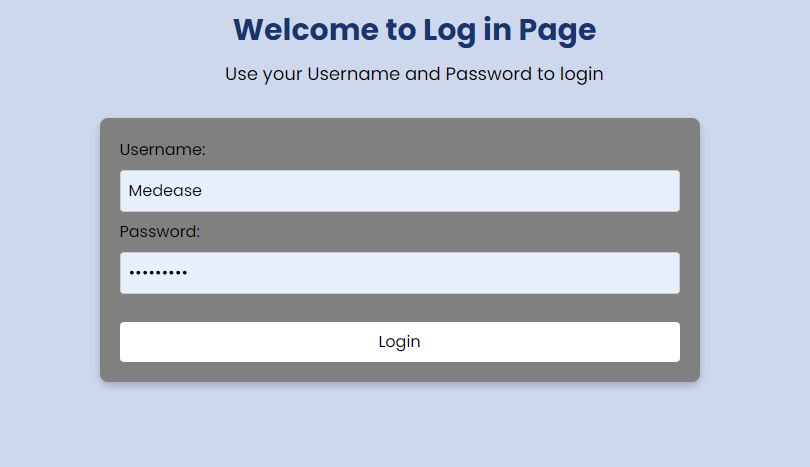 Welcome to Log in Page
Use your Username and Password to login
Username:
Medease
Password:
•••••••••
Login